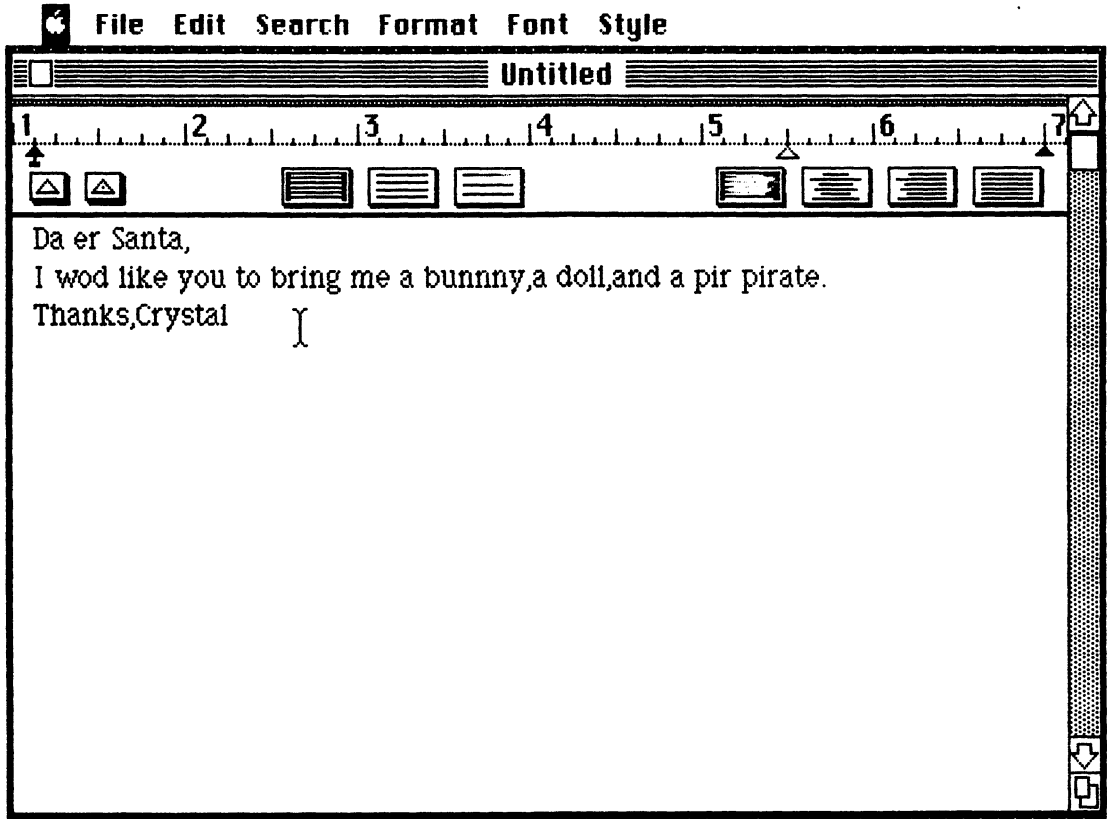 File Edit Search Format Font Style
Untitled
1 2 3 4 5 6 7
Da er Santa,
I wod like you to bring me a bunnny,a doll,and a pir pirate.
Thanks,Crystal